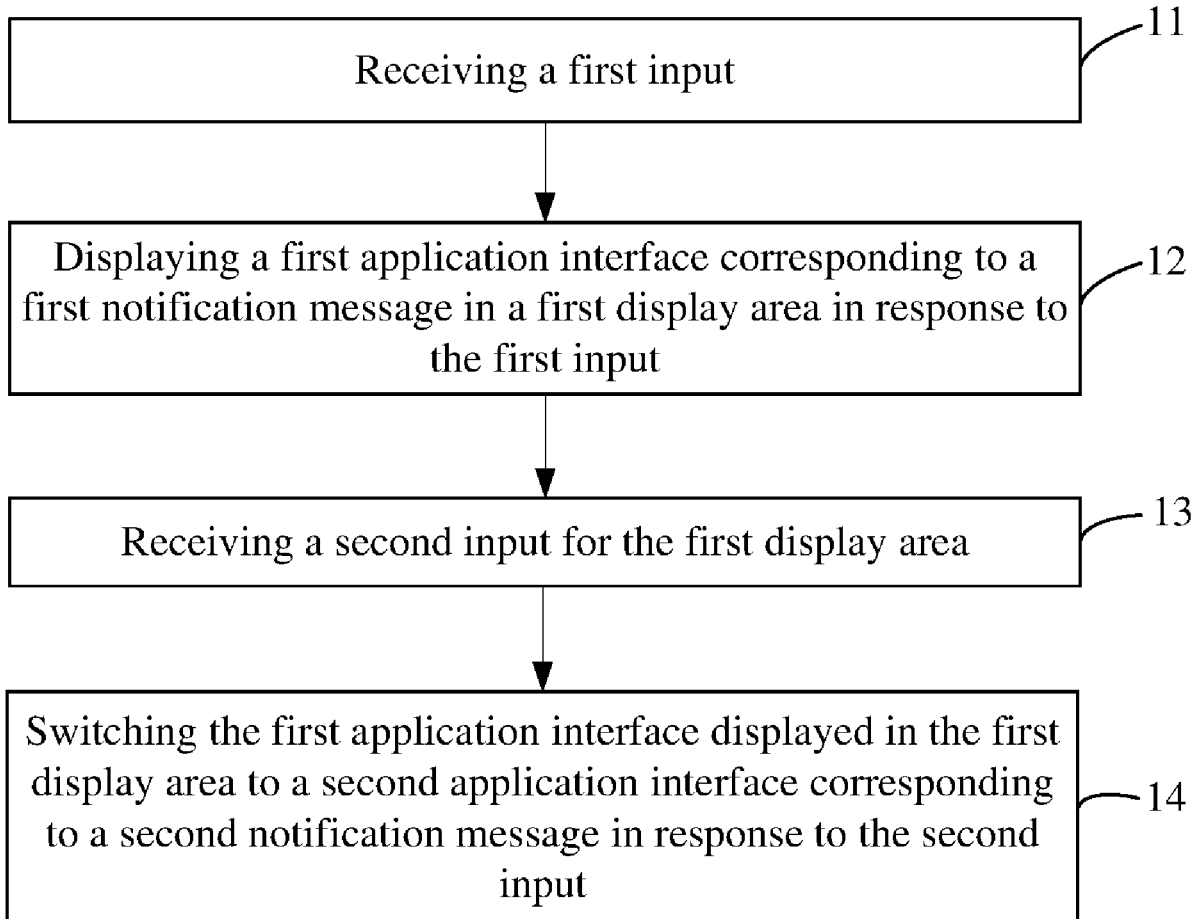 11
Receiving a first input
Displaying a first application interface corresponding to a
first notification message in a first display area in response to
the first input
12
Receiving a second input for the first display area
13
Switching the first application interface displayed in the first
display area to a second application interface corresponding
to a second notification message in response to the second
input
14